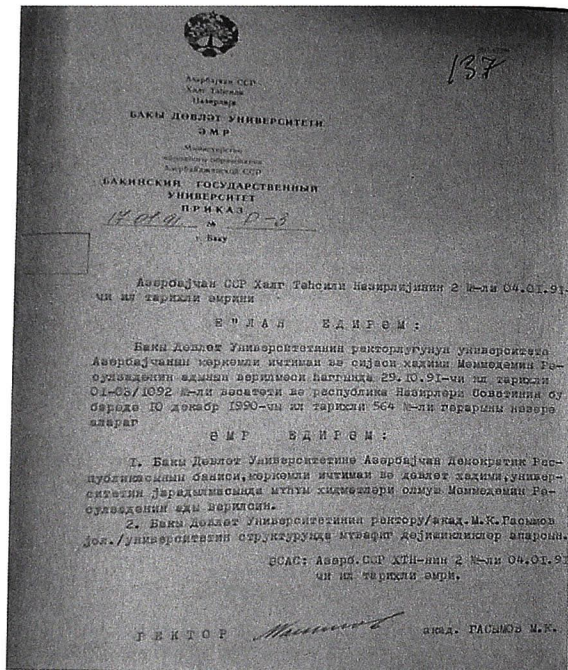 137
Азәрбајҹан ССР
Халг Тәһсили
Назирлији
БАКЫ ДӨВЛӘТ УНИВЕРСИТЕТИ
ӘМР
Министерство
народного образования
Азербайджанской ССР
БАКИНСКИЙ ГОСУДАРСТВЕННЫЙ
УНИВЕРСИТЕТ
ПРИКАЗ
17.01.91 № Р-3
г. Баку
Азәрбајҹан ССР Халг Тәһсили Назирлијинин 2 №-ли 04.01.91-
чи ил тарихли әмрини
Е"ЛАН ЕДИРӘМ:
Бакы Дөвләт Университетинин ректорлуғунун университетә
Азәрбајҹанын көркәмли иҹтимаи вә сијаси хадими Мәммәдәмин Рә-
сулзадәнин адынын верилмәси һаггында 29.10.91-чи ил тарихли
01-03/1092 №-ли вәсатәти вә республика Назирләри Советинин бу
барәдә 10 декабр 1990-чы ил тарихли 564 №-ли гәрарыны нәзәрә
алараг
ӘМР ЕДИРӘМ:
1. Бакы Дөвләт Университетинә Азәрбајҹан Демократик Рес-
публикасынын баниси, көркәмли иҹтимаи вә дөвләт хадими, универ-
ситетин јарадылмасында мүһүм хидмәтләри олмуш Мәммәдәмин Рә-
сулзадәнин ады верилсин.
2. Бакы Дөвләт Университетинин ректору/акад.М.К.Гасымов
јол./университетин структурунда мүвафиг дәјишикликләр апарсын.
ӘСАС: Азәрб.ССР ХТН-нин 2 №-ли 04.01.91
чи ил тарихли әмри.
РЕКТОР акад. ГАСЫМОВ М.К.